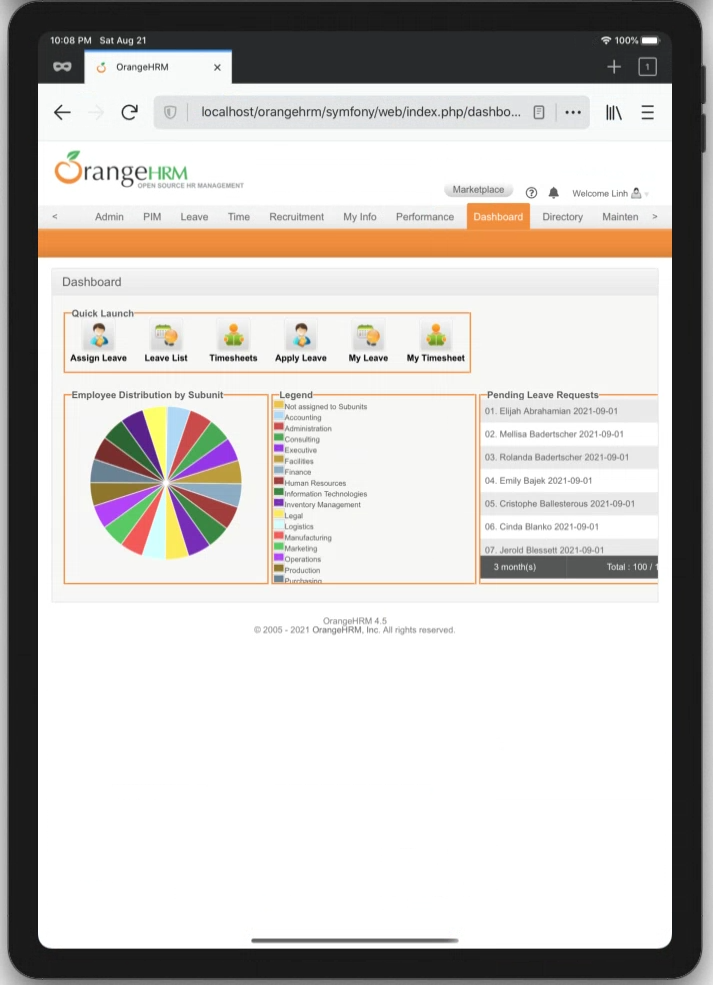 10:08 PM Sat Aug 21 100%
OrangeHRM 1
localhost/orangehrm/symfony/web/index.php/dashbo...
OrangeHRM
OPEN SOURCE HR MANAGEMENT
Marketplace ? Welcome Linh
< Admin PIM Leave Time Recruitment My Info Performance Dashboard Directory Mainten >
Dashboard
Quick Launch
Assign Leave Leave List Timesheets Apply Leave My Leave My Timesheet
Employee Distribution by Subunit
Legend
Not assigned to Subunits
Accounting
Administration
Consulting
Executive
Facilities
Finance
Human Resources
Information Technologies
Inventory Management
Legal
Logistics
Manufacturing
Marketing
Operations
Production
Purchasing
Pending Leave Requests
01. Elijah Abrahamian 2021-09-01
02. Mellisa Badertscher 2021-09-01
03. Rolanda Badertscher 2021-09-01
04. Emily Bajek 2021-09-01
05. Cristophe Ballesterous 2021-09-01
06. Cinda Blanko 2021-09-01
07. Jerold Blessett 2021-09-01
3 month(s) Total : 100 / 1
OrangeHRM 4.5
© 2005 - 2021 OrangeHRM, Inc. All rights reserved.